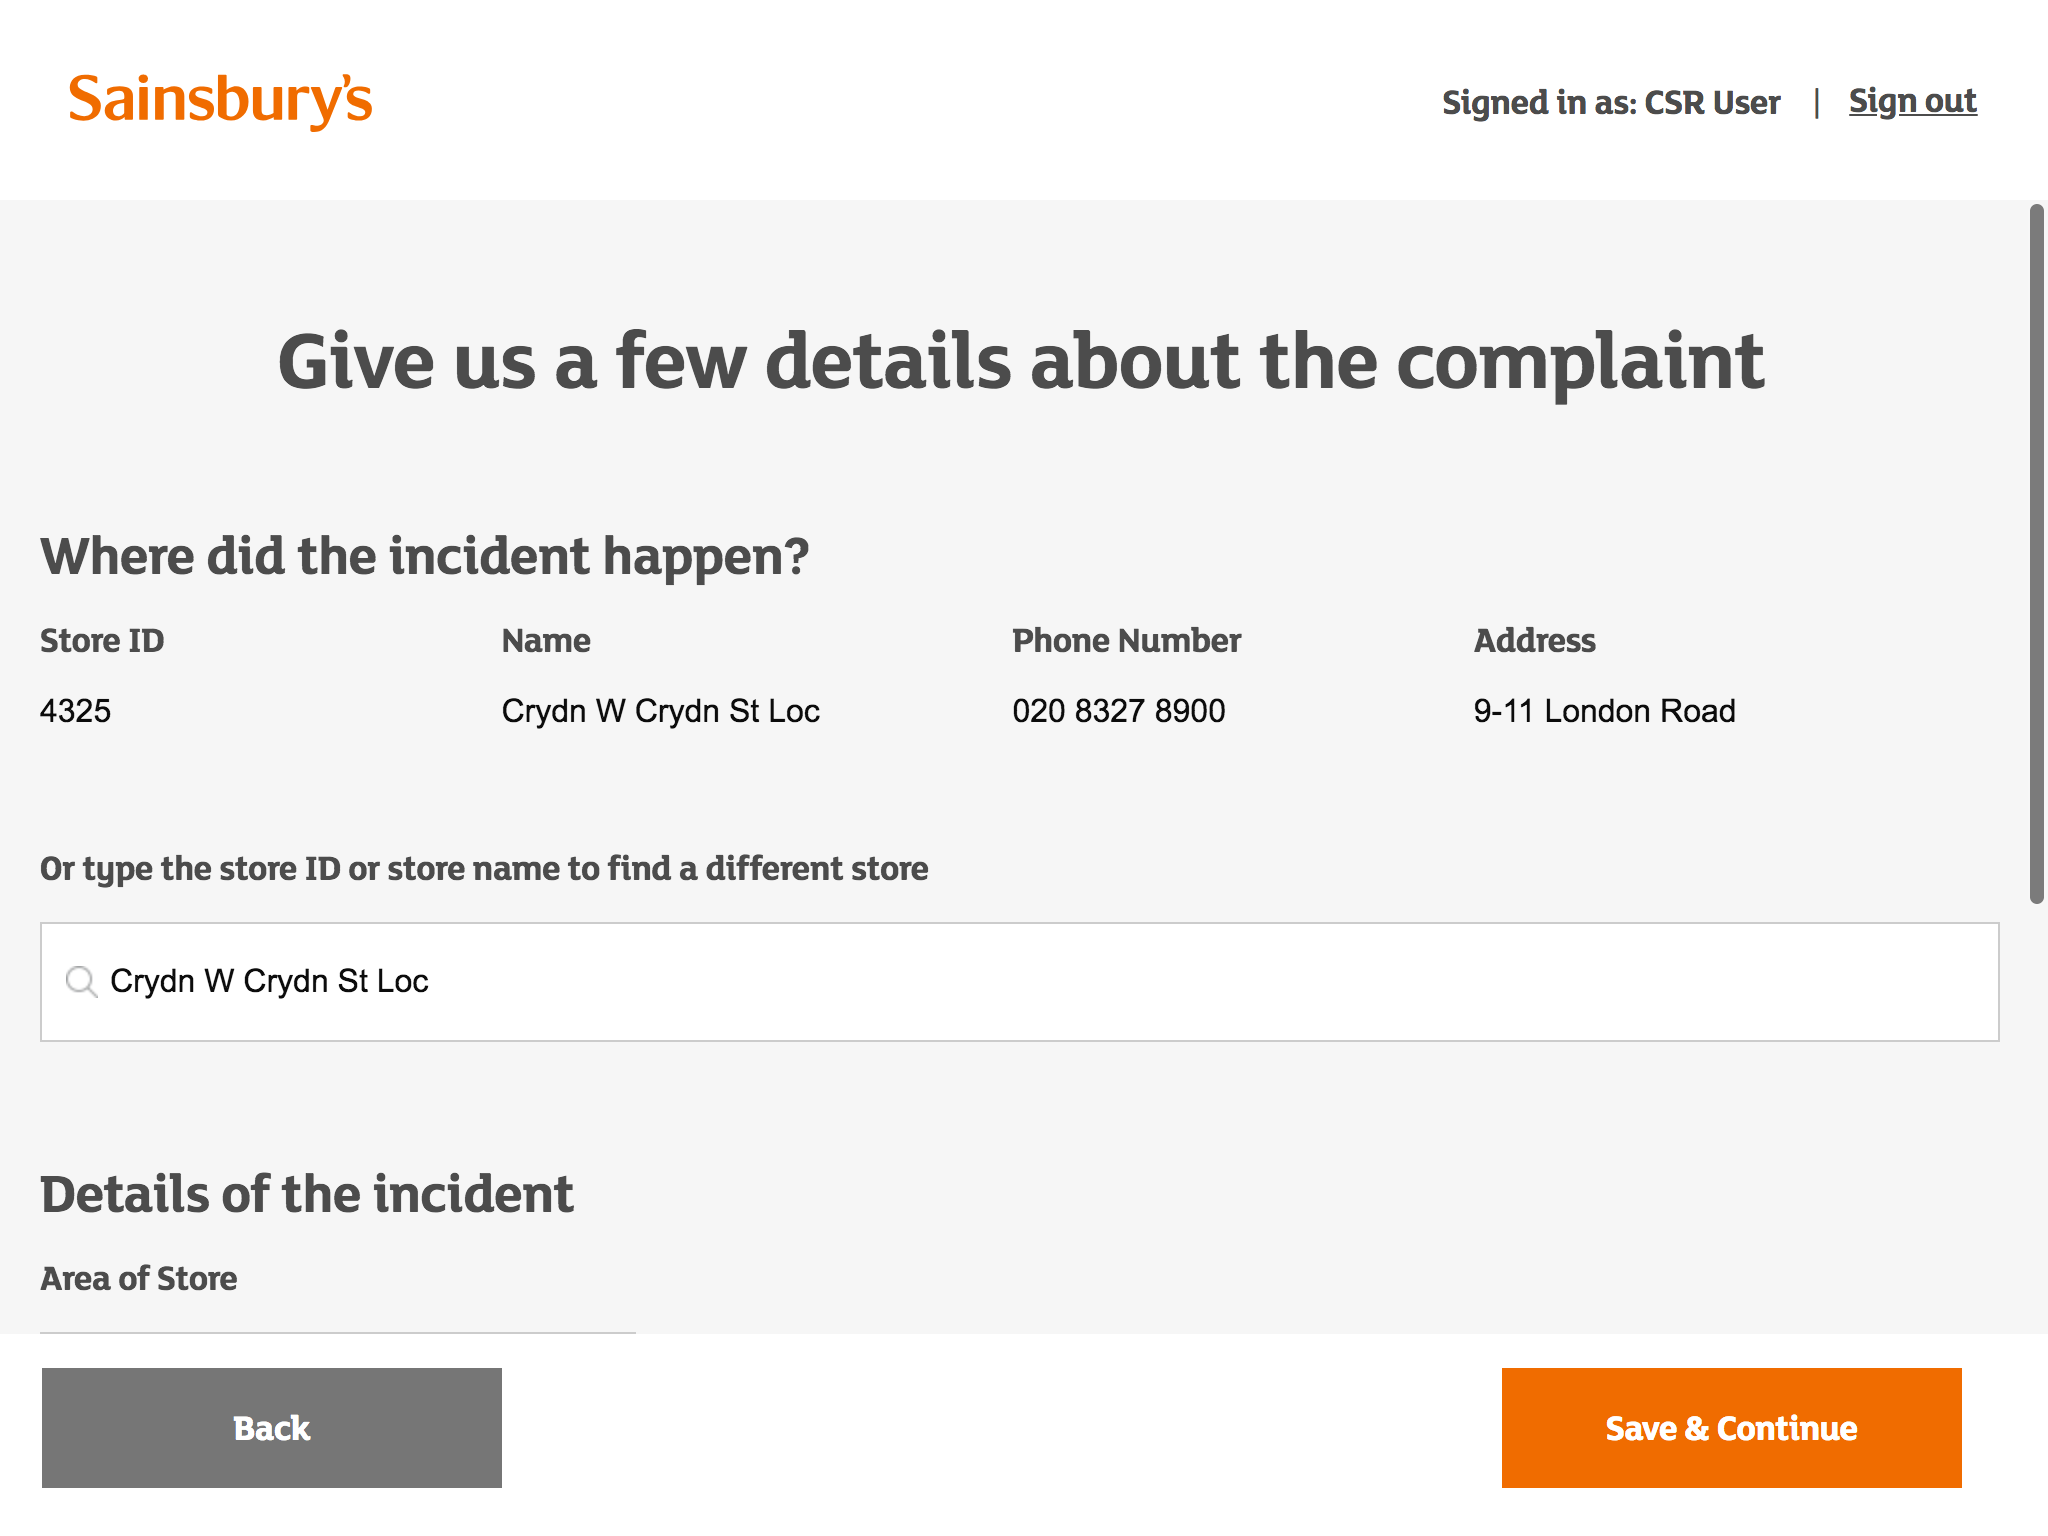 Sainsbury's
Signed in as: CSR User | Sign out
Give us a few details about the complaint
Where did the incident happen?
Store ID Name Phone Number Address
4325 Crydn W Crydn St Loc 020 8327 8900 9-11 London Road
Or type the store ID or store name to find a different store
Crydn W Crydn St Loc
Details of the incident
Area of Store
Back Save & Continue